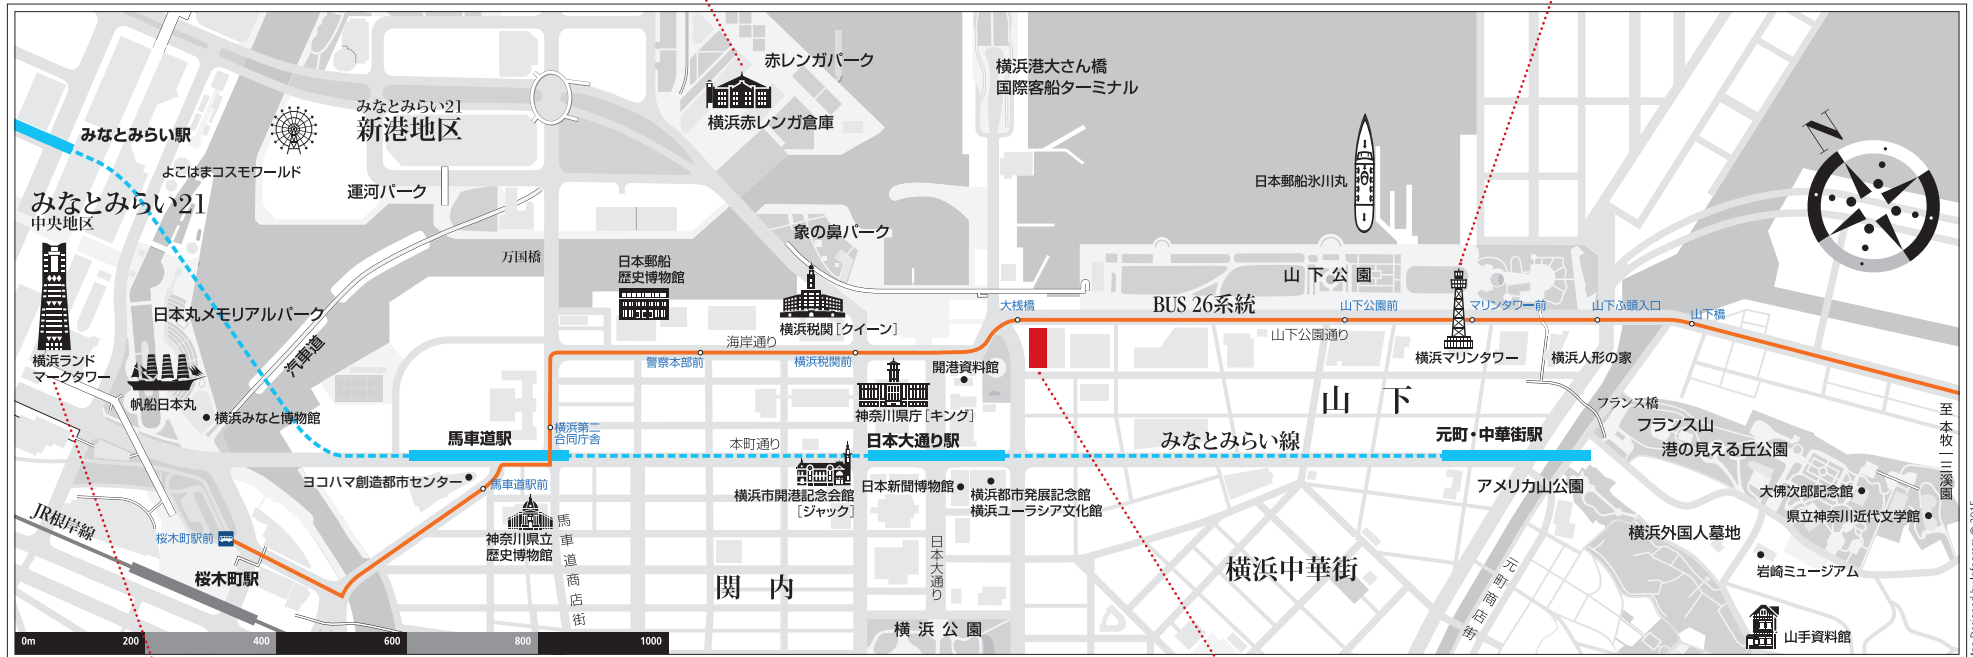 みなとみらい駅
みなとみらい21
新港地区
赤レンガパーク
横浜赤レンガ倉庫
横浜港大さん橋
国際客船ターミナル
N
よこはまコスモワールド
運河パーク
日本郵船氷川丸
みなとみらい21
中央地区
象の鼻パーク
万国橋
日本郵船
歴史博物館
山下公園
日本丸メモリアルパーク
横浜税関［クイーン］
大桟橋
BUS 26系統
山下公園前
マリンタワー前
山下ふ頭入口
山下橋
海岸通り
山下公園通り
汽車道
横浜ランド
マークタワー
警察本部前
横浜税関前
開港資料館
横浜マリンタワー
横浜人形の家
帆船日本丸
横浜みなと博物館
神奈川県庁［キング］
山下
フランス橋
至本牧－三溪園
馬車道駅
横浜第二
合同庁舎
本町通り
日本大通り駅
みなとみらい線
元町・中華街駅
フランス山
港の見える丘公園
ヨコハマ創造都市センター
馬車道駅前
横浜市開港記念会館
［ジャック］
日本新聞博物館
横浜都市発展記念館
横浜ユーラシア文化館
アメリカ山公園
大佛次郎記念館
県立神奈川近代文学館
JR根岸線
桜木町駅前
神奈川県立
歴史博物館
馬車道商店街
日本大通り
横浜外国人墓地
桜木町駅
関内
横浜中華街
元町商店街
岩崎ミュージアム
横浜公園
山手資料館
0m 200 400 600 800 1000